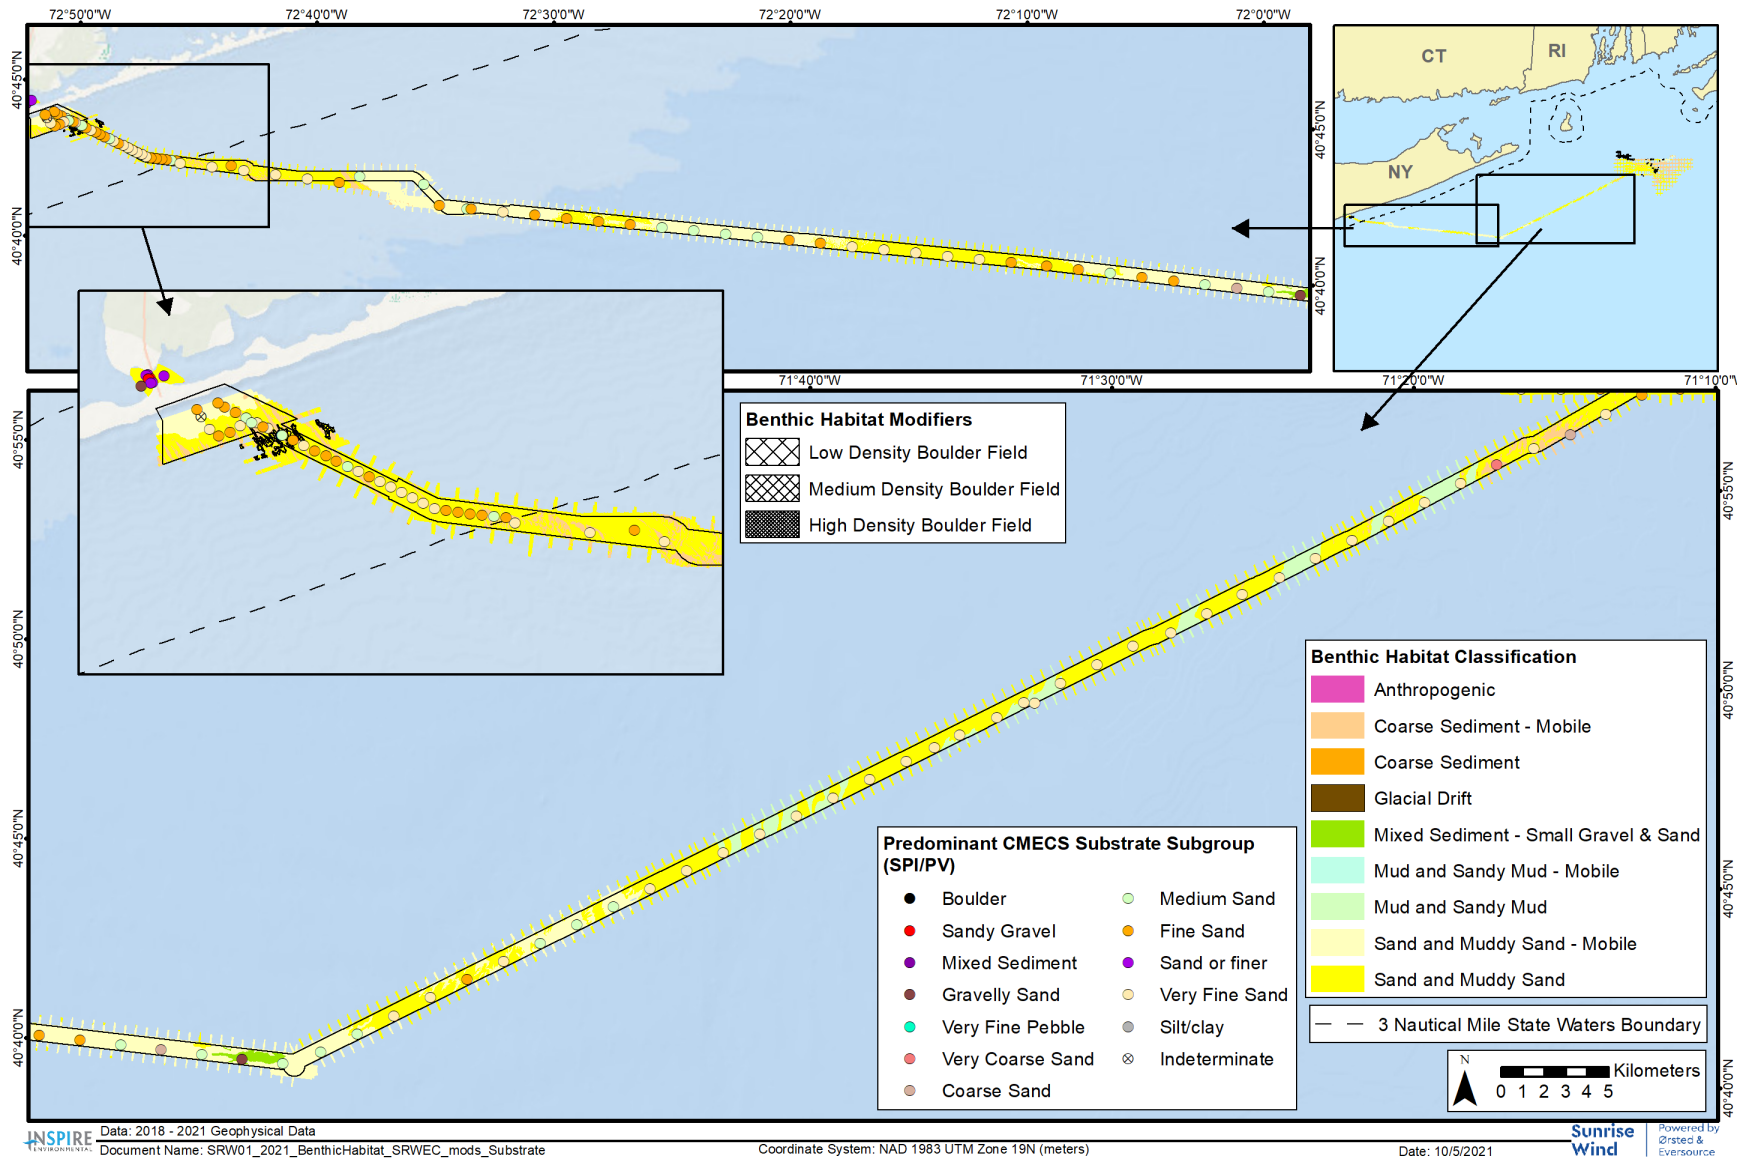 72°50'0"W
72°40'0"W
72°30'0"W
72°20'0"W
72°10'0"W
72°0'0"W
40°45'0"N
40°40'0"N
40°45'0"N
40°40'0"N
CT
RI
NY
71°40'0"W
71°30'0"W
71°20'0"W
71°10'0"W
40°55'0"N
40°50'0"N
40°45'0"N
40°40'0"N
40°55'0"N
40°50'0"N
40°45'0"N
40°40'0"N
Benthic Habitat Modifiers
Low Density Boulder Field
Medium Density Boulder Field
High Density Boulder Field
Benthic Habitat Classification
Anthropogenic
Coarse Sediment - Mobile
Coarse Sediment
Glacial Drift
Mixed Sediment - Small Gravel & Sand
Mud and Sandy Mud - Mobile
Mud and Sandy Mud
Sand and Muddy Sand - Mobile
Sand and Muddy Sand
Predominant CMECS Substrate Subgroup
(SPI/PV)
Boulder
Sandy Gravel
Mixed Sediment
Gravelly Sand
Very Fine Pebble
Very Coarse Sand
Coarse Sand
Medium Sand
Fine Sand
Sand or finer
Very Fine Sand
Silt/clay
Indeterminate
3 Nautical Mile State Waters Boundary
N
Kilometers
0 1 2 3 4 5
INSPIRE
ENVIRONMENTAL
Data: 2018 - 2021 Geophysical Data
Document Name: SRW01_2021_BenthicHabitat_SRWEC_mods_Substrate
Coordinate System: NAD 1983 UTM Zone 19N (meters)
Date: 10/5/2021
Sunrise
Wind
Powered by
Ørsted &
Eversource